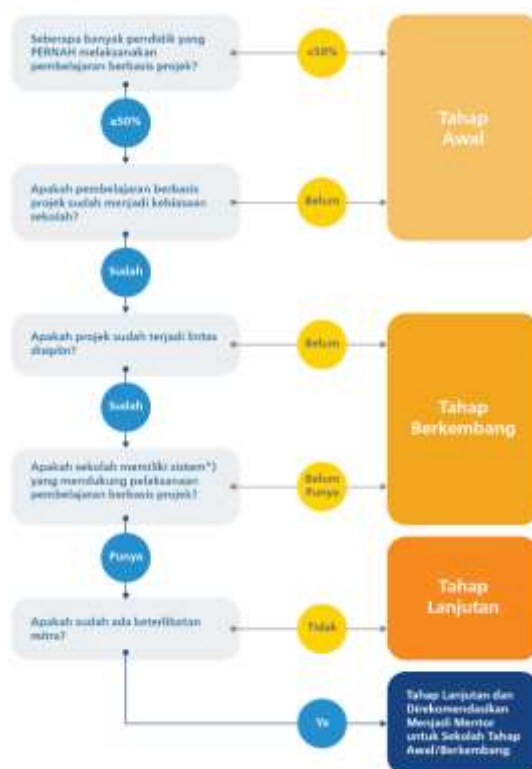 Seberapa banyak pendidik yang
PERNAH melaksanakan
pembelajaran berbasis projek?
<50%
Tahap
Awal
≥50%
Apakah pembelajaran berbasis
projek sudah menjadi kebiasaan
sekolah?
Belum
Sudah
Apakah projek sudah terjadi lintas
disiplin?
Belum
Tahap
Berkembang
Sudah
Apakah sekolah memiliki sistem*)
yang mendukung pelaksanaan
pembelajaran berbasis projek?
Belum
Punya
Punya
Apakah sudah ada keterlibatan
mitra?
Tidak
Tahap
Lanjutan
Ya
Tahap Lanjutan dan
Direkomendasikan
Menjadi Mentor
untuk Sekolah Tahap
Awal/Berkembang